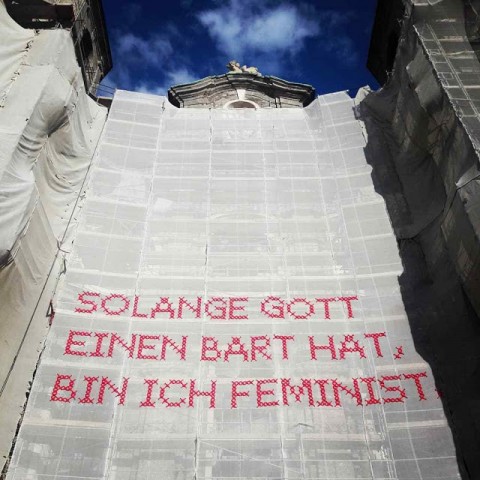 SOLANGE GOTT
EINEN BART HAT,
BIN ICH FEMINIST.